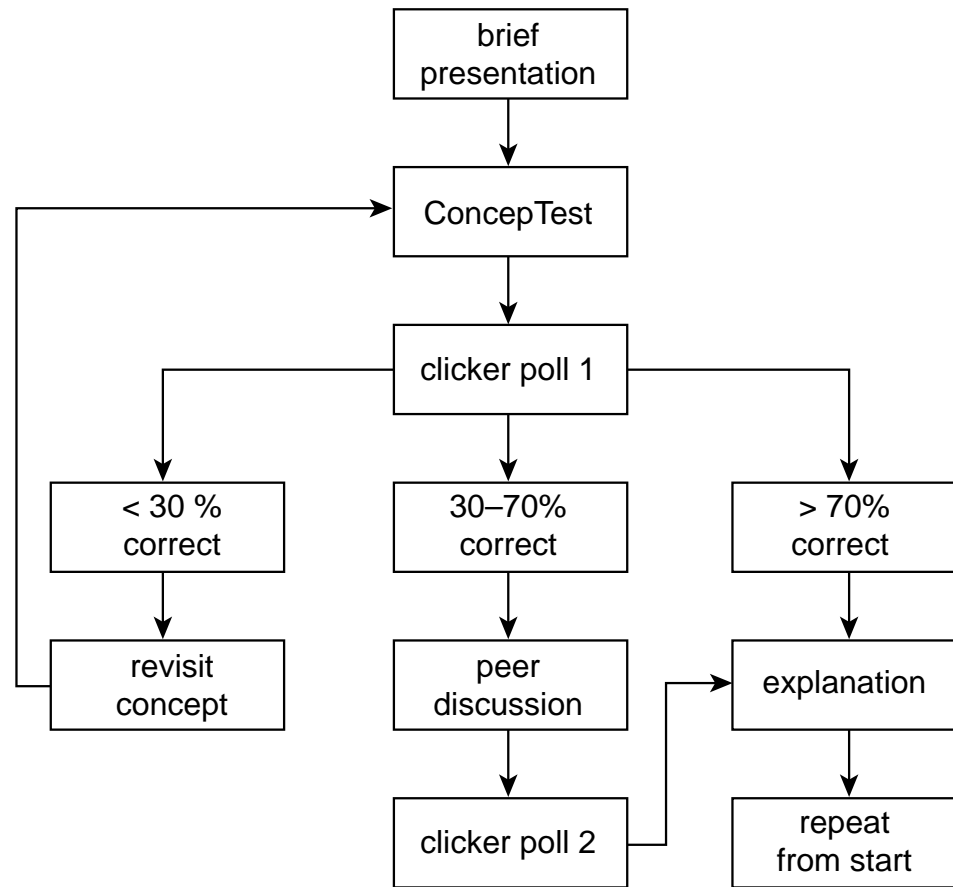 brief
presentation
ConcepTest
clicker poll 1
< 30 %
correct
30–70%
correct
> 70%
correct
revisit
concept
peer
discussion
explanation
clicker poll 2
repeat
from start